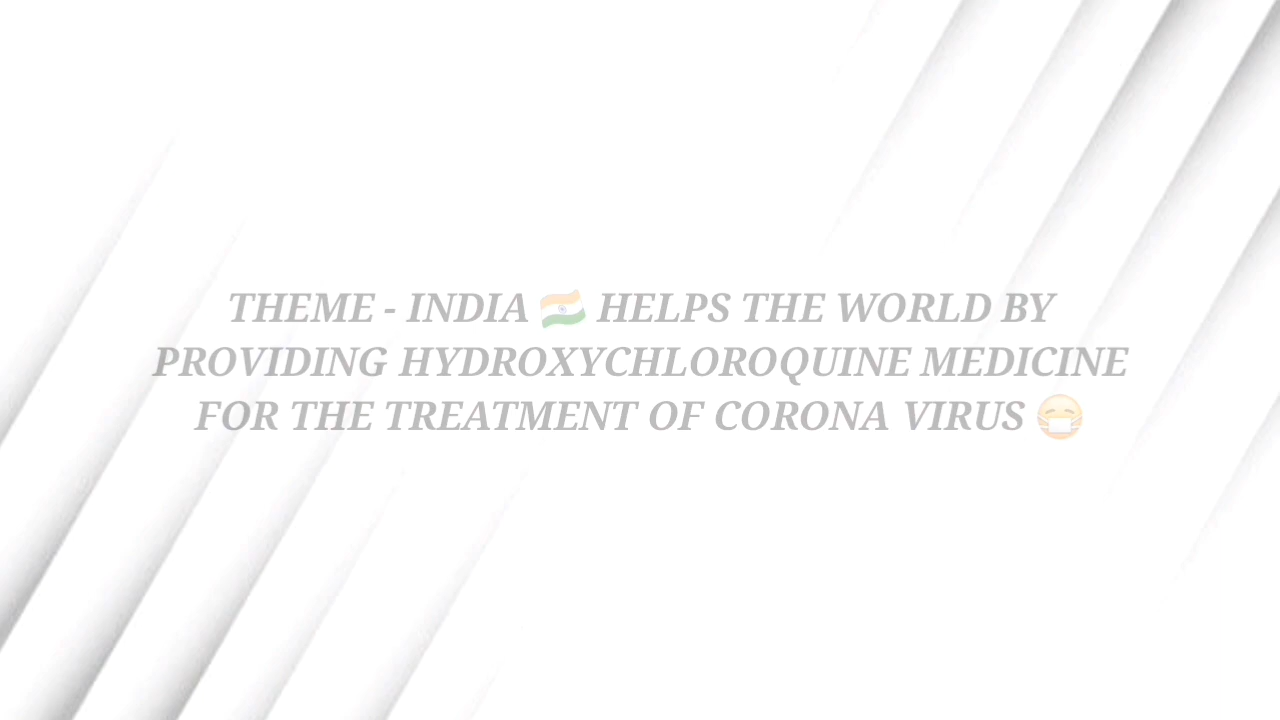 THEME - INDIA 🇮🇳 HELPS THE WORLD BY
PROVIDING HYDROXYCHLOROQUINE MEDICINE
FOR THE TREATMENT OF CORONA VIRUS 😷